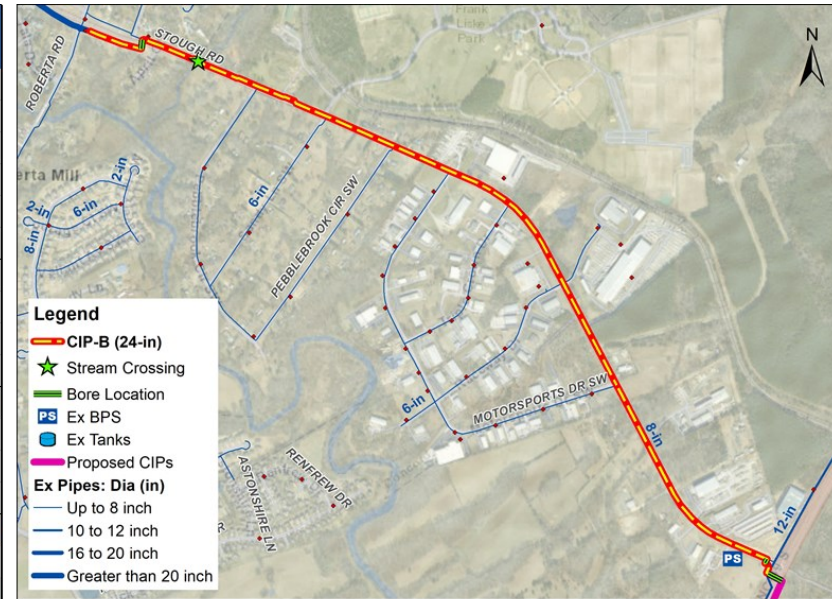 Frank
Liske
Park
N
STOUGH RD
ROBERTA RD
erta Mill
2-in
2-in
6-in
8-in
6-in
PEBBLEBROOK CIR SW
Legend
CIP-B (24-in)
Stream Crossing
Bore Location
PS Ex BPS
Ex Tanks
Proposed CIPs
Ex Pipes: Dia (in)
Up to 8 inch
10 to 12 inch
16 to 20 inch
Greater than 20 inch
6-in
MOTORSPORTS DR SW
8-in
RENFREW DR
ASTONSHIRE LN
12-in
PS